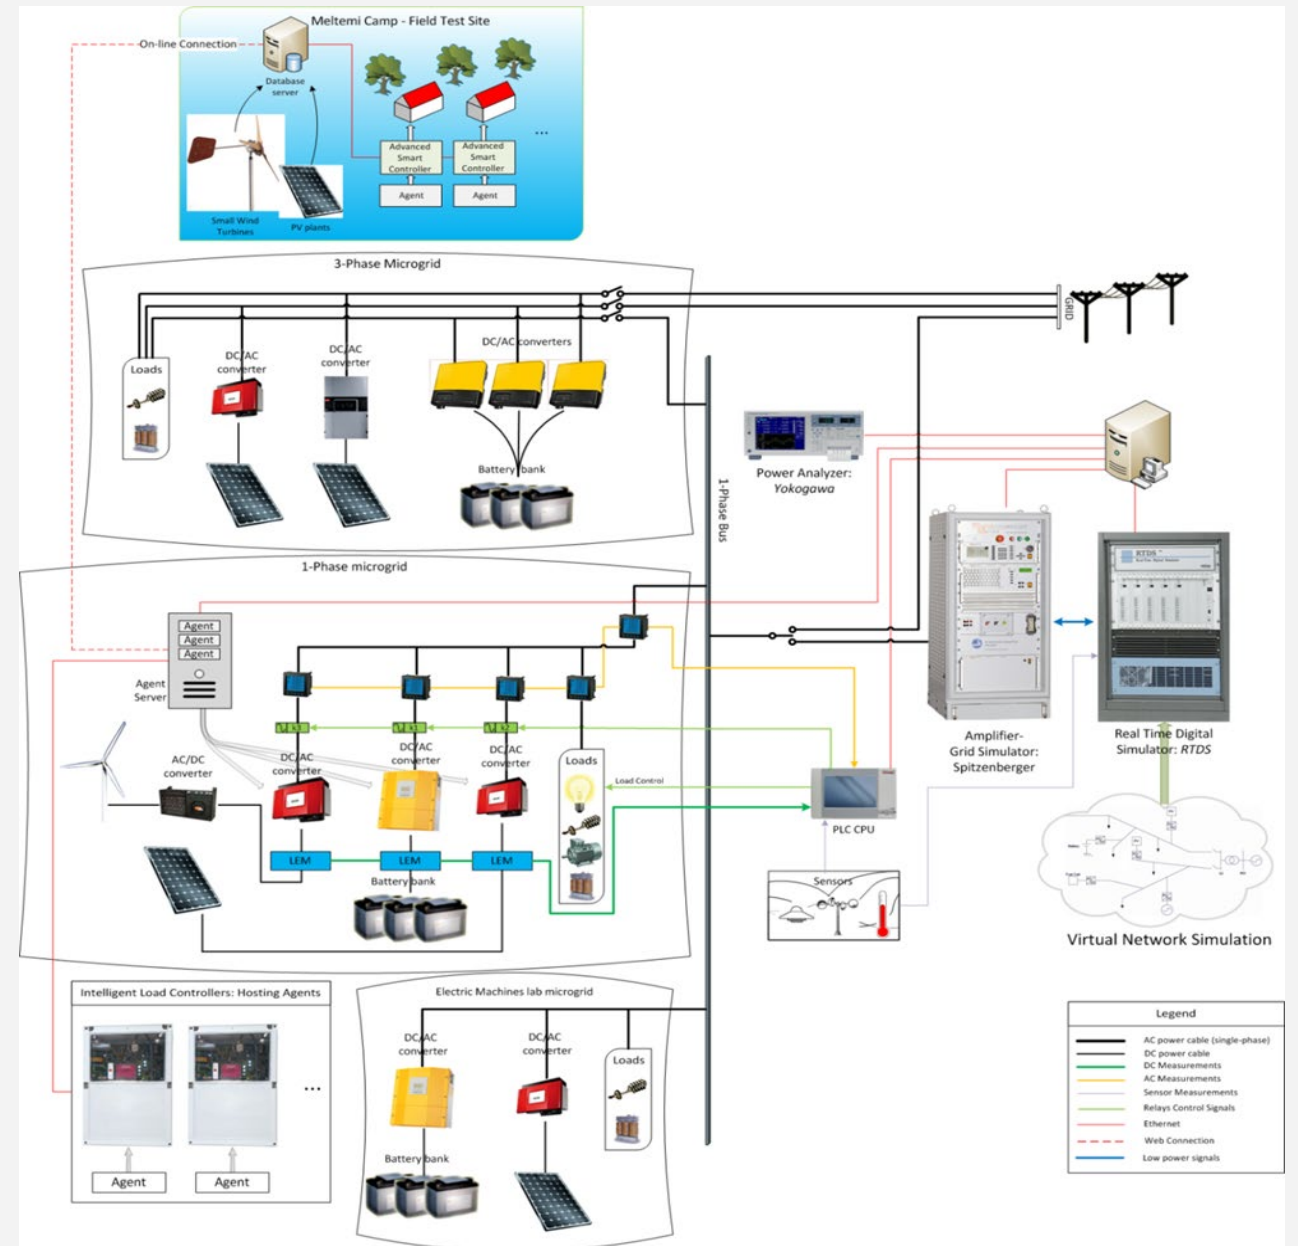 Meltemi Camp - Field Test Site
On-line Connection
Database
server
Advanced
Smart
Controller
Advanced
Smart
Controller
...
Agent
Agent
Small Wind
Turbines
PV plants
3-Phase Microgrid
GRID
Loads
DC/AC
converter
DC/AC
converter
DC/AC converters
Battery bank
1-Phase Bus
Power Analyzer:
Yokogawa
1-Phase microgrid
Agent
Agent
Agent
Agent
Server
RTDS
Amplifier-
Grid Simulator:
Spitzenberger
Real Time Digital
Simulator: RTDS
AC/DC
converter
DC/AC
converter
DC/AC
converter
DC/AC
converter
Loads
Load Control
PLC CPU
LEM
LEM
LEM
Battery bank
Sensors
Virtual Network Simulation
Intelligent Load Controllers: Hosting Agents
...
Agent
Agent
Electric Machines lab microgrid
DC/AC
converter
DC/AC
converter
Loads
Battery bank
Legend
AC power cable (single-phase)
DC power cable
DC Measurements
AC Measurements
Sensor Measurements
Relays Control Signals
Ethernet
Web Connection
Low power signals